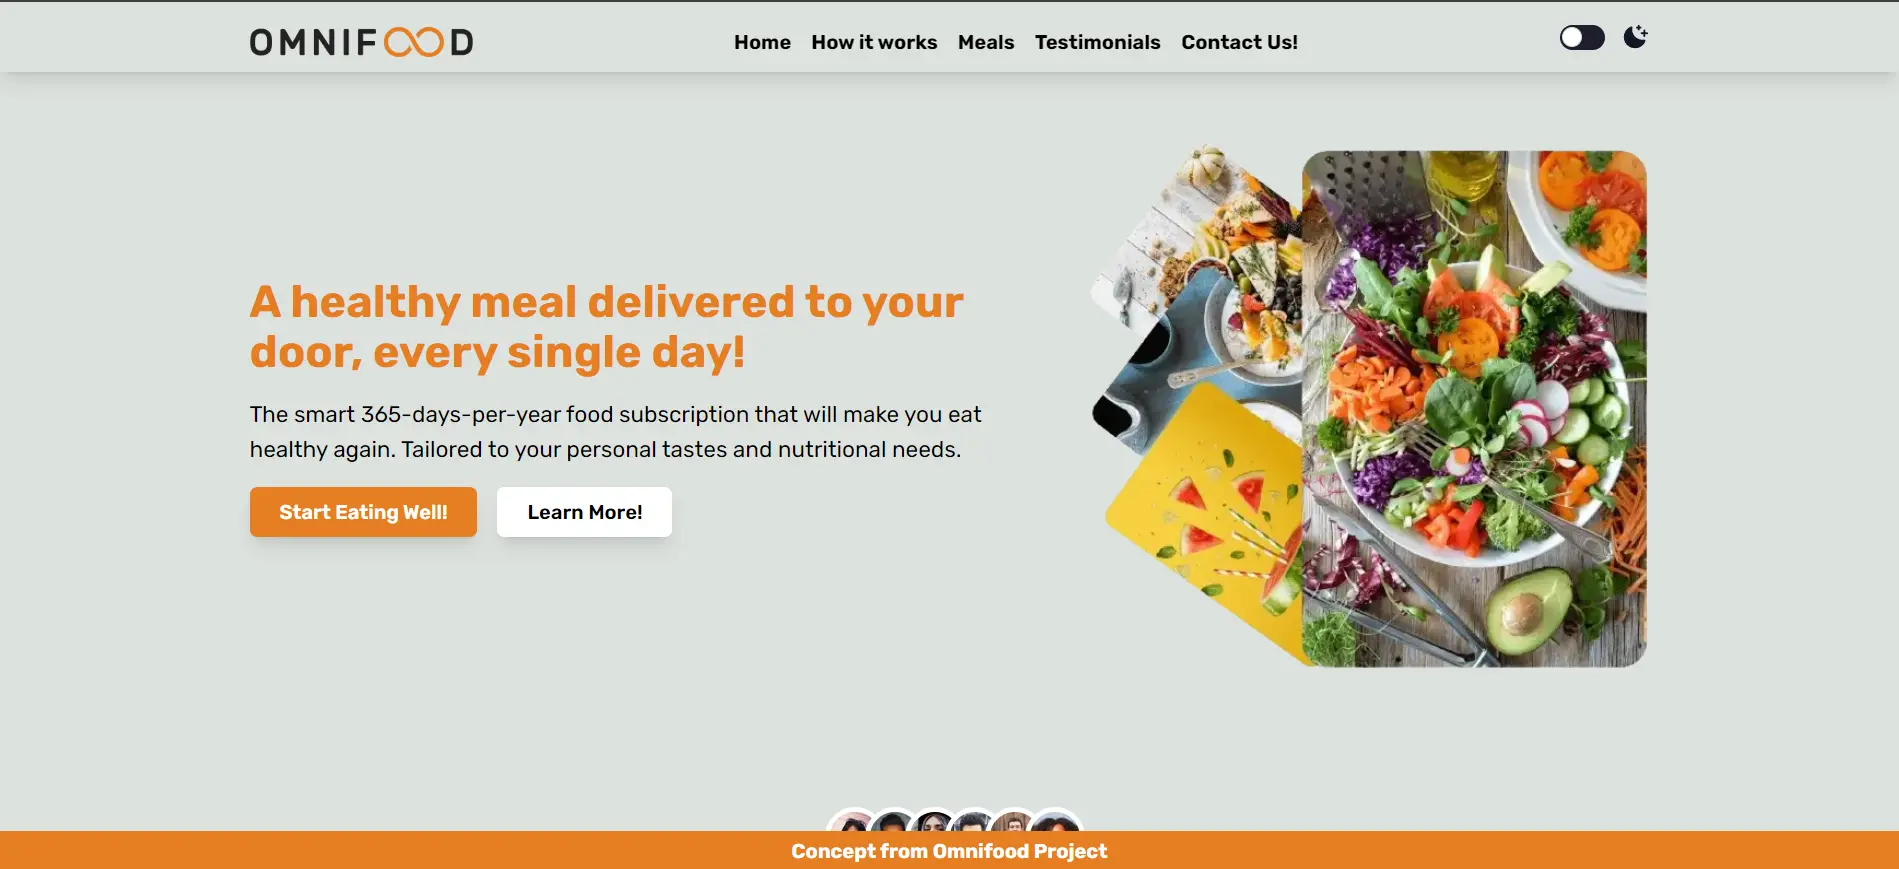 OMNIFOOD
Home How it works Meals Testimonials Contact Us!
A healthy meal delivered to your
door, every single day!
The smart 365-days-per-year food subscription that will make you eat
healthy again. Tailored to your personal tastes and nutritional needs.
Start Eating Well! Learn More!
Concept from Omnifood Project